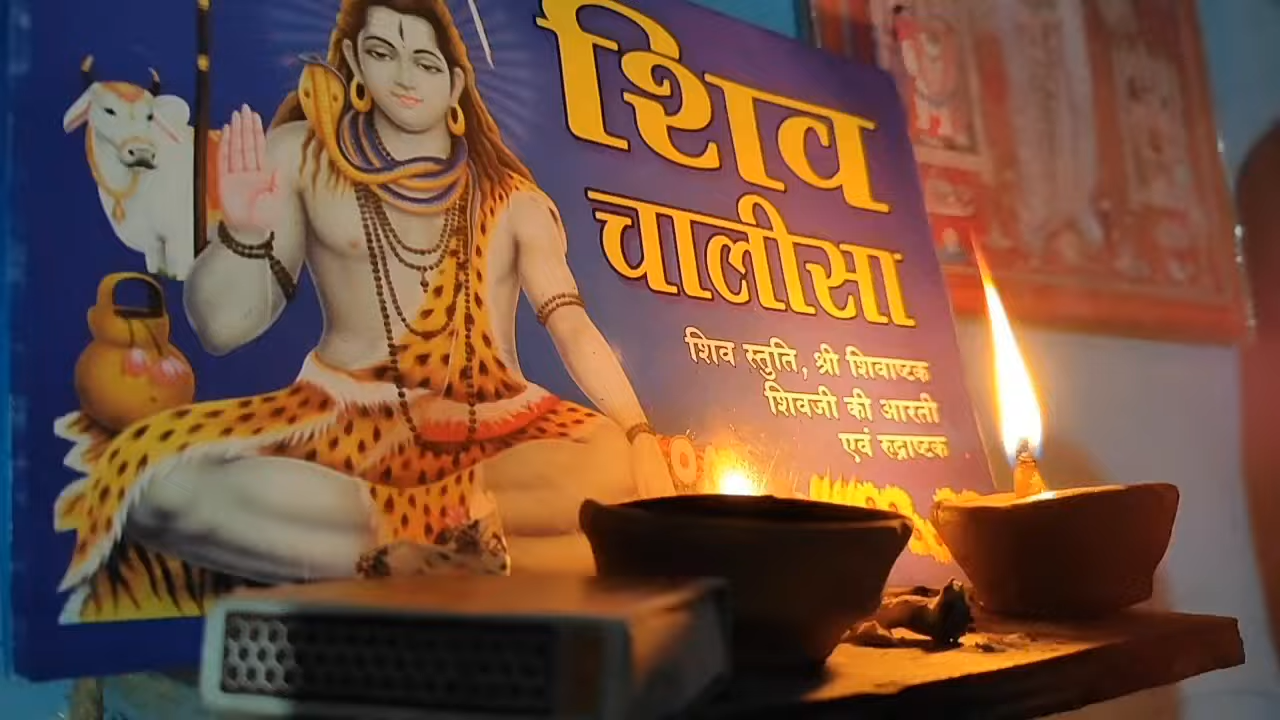 शिव
चालीसा
शिव स्तुति, श्री शिवाष्टक
शिवजी की आरती
एवं रुद्राष्टक